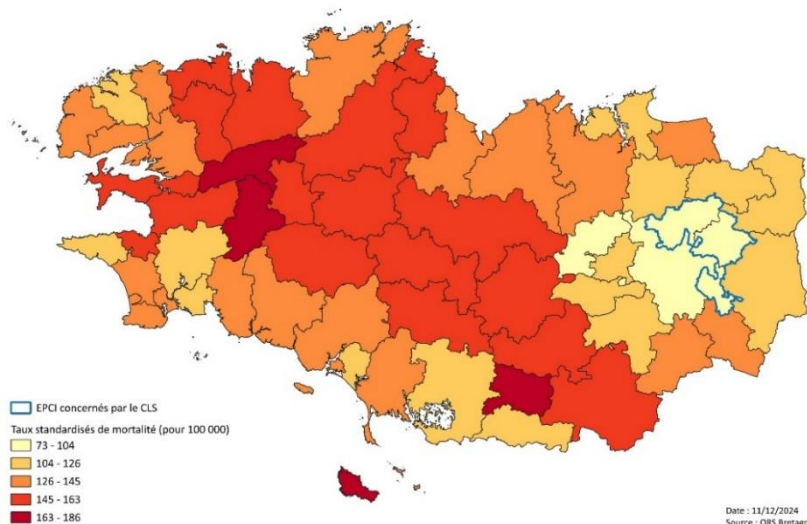 EPCI concernés par le CLS
Taux standardisés de mortalité (pour 100 000)
73 - 104
104 - 126
126 - 145
145 - 163
163 - 186
Date : 11/12/2024
Source : ORS Bretagne